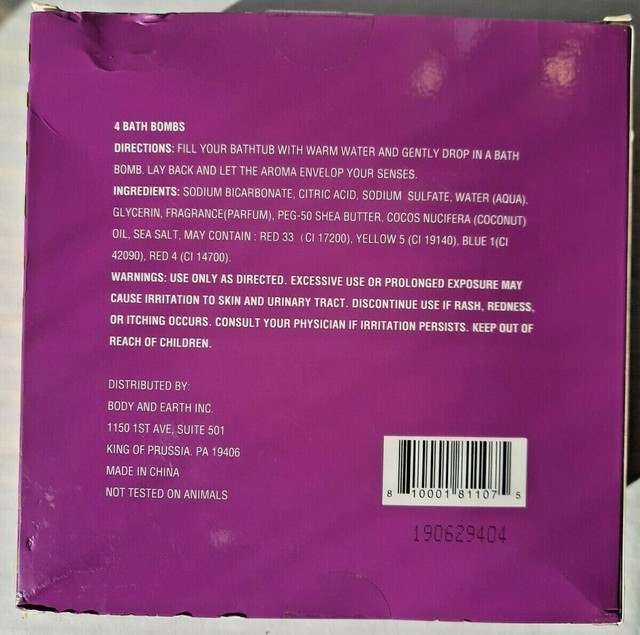 4 BATH BOMBS
DIRECTIONS: FILL YOUR BATHTUB WITH WARM WATER AND GENTLY DROP IN A BATH
BOMB. LAY BACK AND LET THE AROMA ENVELOP YOUR SENSES.
INGREDIENTS: SODIUM BICARBONATE, CITRIC ACID, SODIUM SULFATE, WATER (AQUA),
GLYCERIN, FRAGRANCE(PARFUM), PEG-50 SHEA BUTTER, COCOS NUCIFERA (COCONUT)
OIL, SEA SALT, MAY CONTAIN : RED 33 (CI 17200), YELLOW 5 (CI 19140), BLUE 1(CI
42090), RED 4 (CI 14700).
WARNINGS: USE ONLY AS DIRECTED. EXCESSIVE USE OR PROLONGED EXPOSURE MAY
CAUSE IRRITATION TO SKIN AND URINARY TRACT. DISCONTINUE USE IF RASH, REDNESS,
OR ITCHING OCCURS. CONSULT YOUR PHYSICIAN IF IRRITATION PERSISTS. KEEP OUT OF
REACH OF CHILDREN.
DISTRIBUTED BY:
BODY AND EARTH INC.
1150 1ST AVE, SUITE 501
KING OF PRUSSIA. PA 19406
MADE IN CHINA
NOT TESTED ON ANIMALS
8 10001 81107 5
190629404